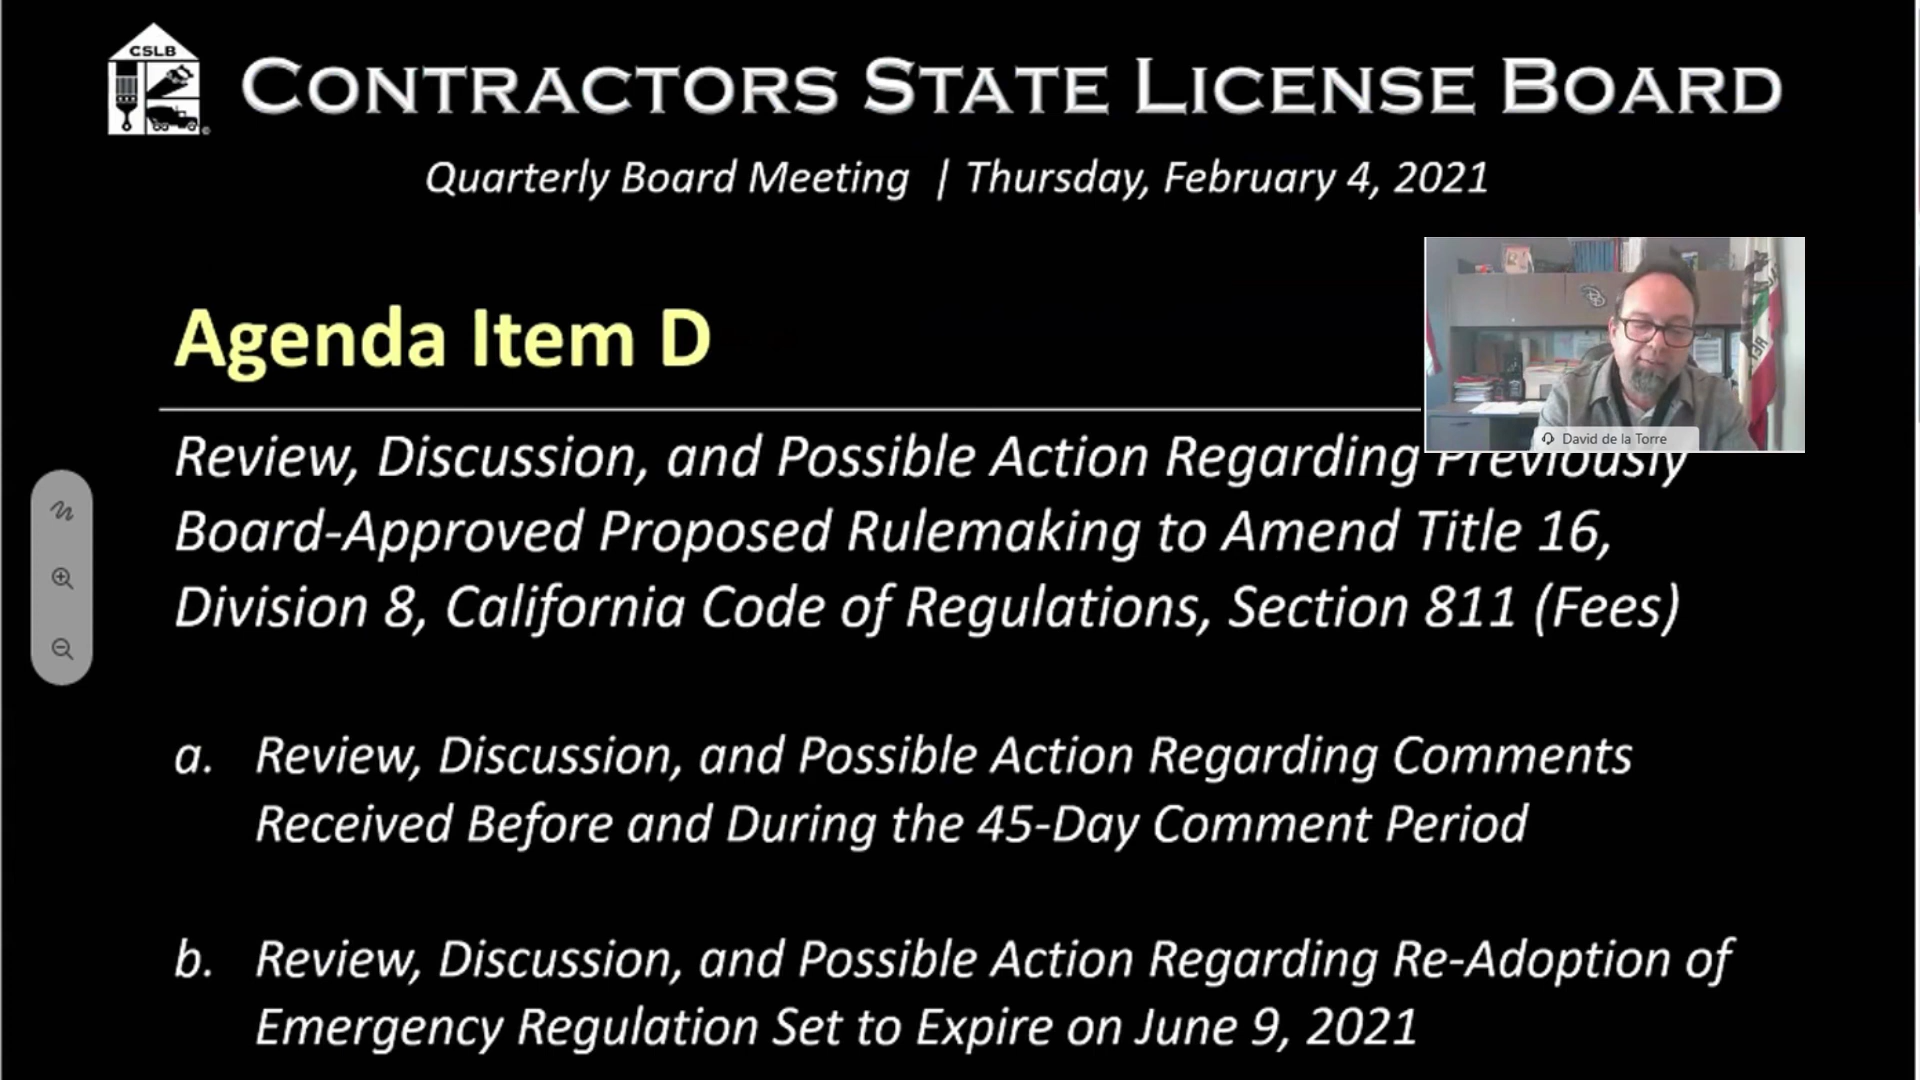 CSLB
CONTRACTORS STATE LICENSE BOARD
Quarterly Board Meeting | Thursday, February 4, 2021
Agenda Item D
David de la Torre
Review, Discussion, and Possible Action Regarding Previously
Board-Approved Proposed Rulemaking to Amend Title 16,
Division 8, California Code of Regulations, Section 811 (Fees)
a. Review, Discussion, and Possible Action Regarding Comments
Received Before and During the 45-Day Comment Period
b. Review, Discussion, and Possible Action Regarding Re-Adoption of
Emergency Regulation Set to Expire on June 9, 2021